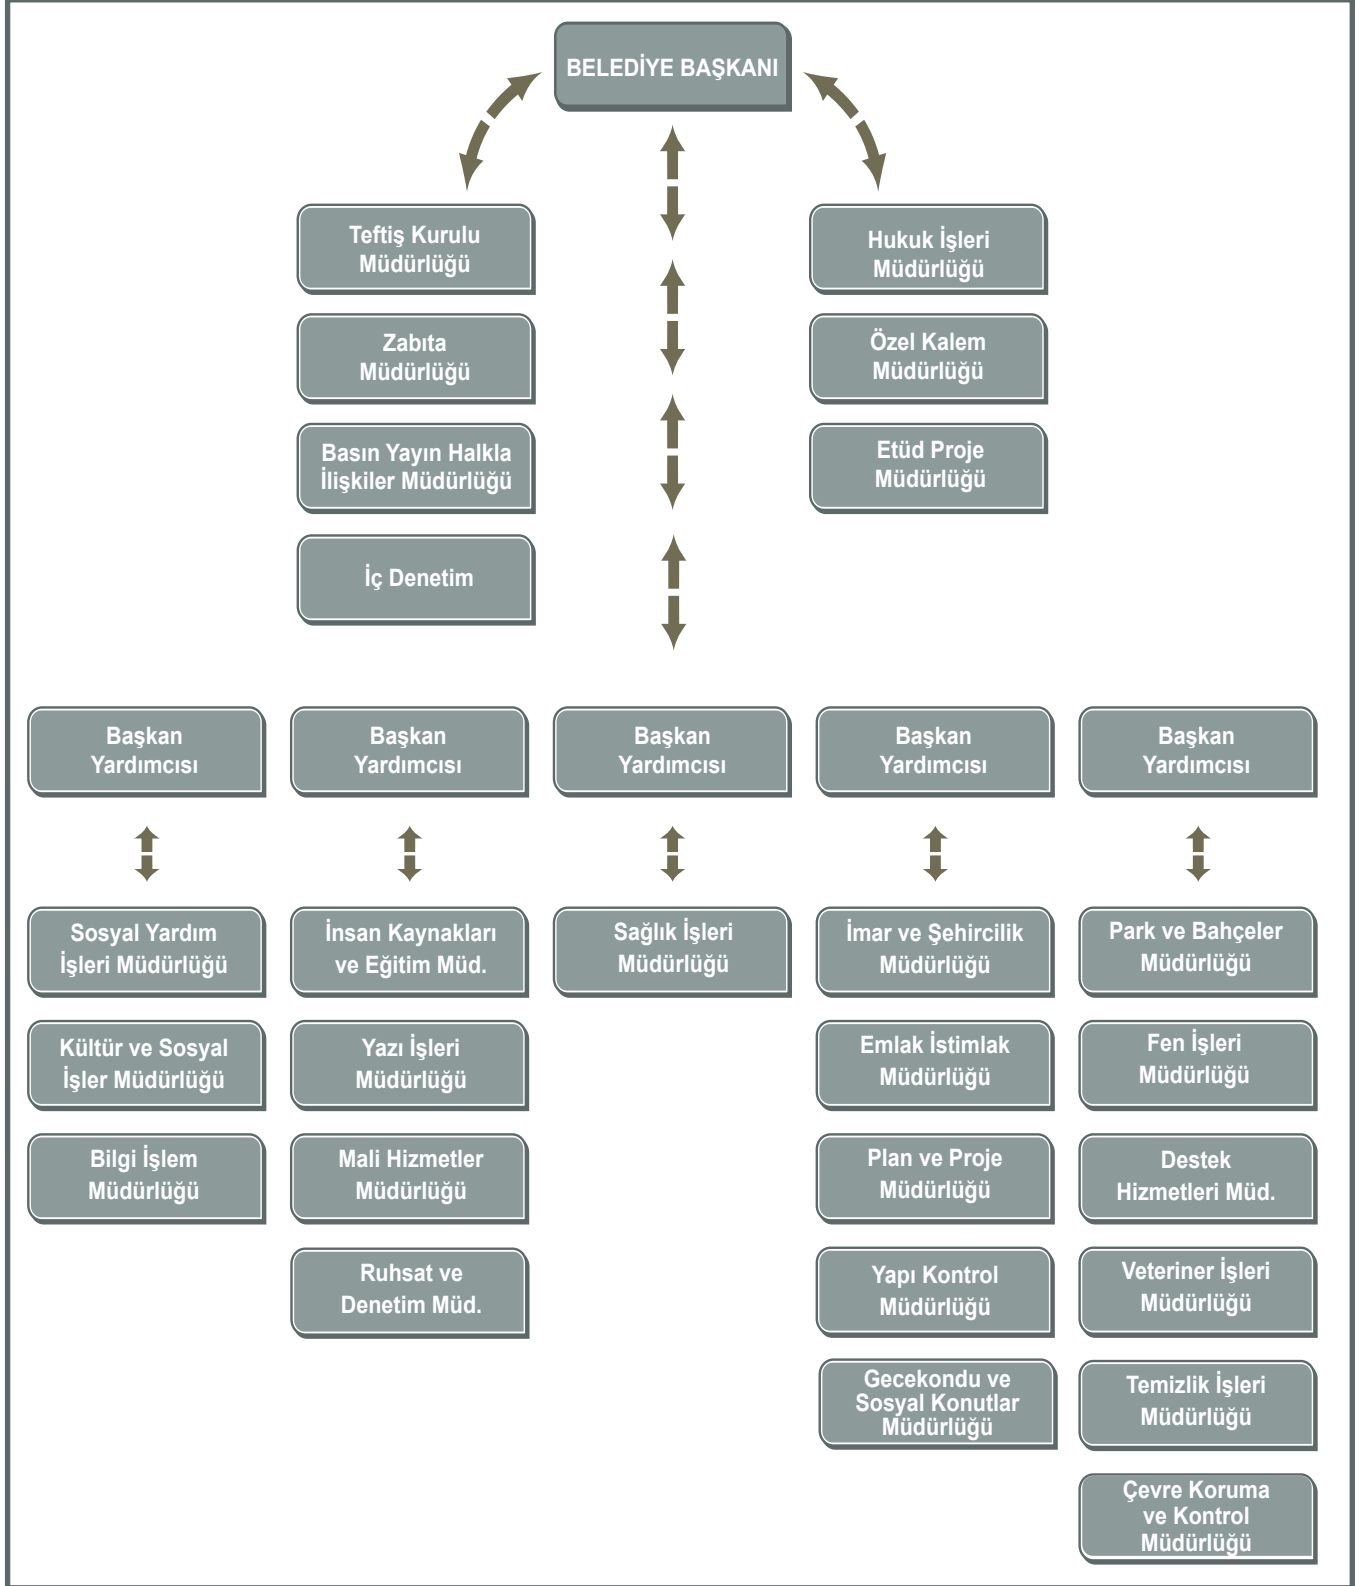 BELEDİYE BAŞKANI
Teftiş Kurulu
Müdürlüğü
Zabıta
Müdürlüğü
Basın Yayın Halkla
İlişkiler Müdürlüğü
İç Denetim
Hukuk İşleri
Müdürlüğü
Özel Kalem
Müdürlüğü
Etüd Proje
Müdürlüğü
Başkan
Yardımcısı
Sosyal Yardım
İşleri Müdürlüğü
Kültür ve Sosyal
İşler Müdürlüğü
Bilgi İşlem
Müdürlüğü
Başkan
Yardımcısı
İnsan Kaynakları
ve Eğitim Müd.
Yazı İşleri
Müdürlüğü
Mali Hizmetler
Müdürlüğü
Ruhsat ve
Denetim Müd.
Başkan
Yardımcısı
Sağlık İşleri
Müdürlüğü
Başkan
Yardımcısı
İmar ve Şehircilik
Müdürlüğü
Emlak İstimlak
Müdürlüğü
Plan ve Proje
Müdürlüğü
Yapı Kontrol
Müdürlüğü
Gecekondu ve
Sosyal Konutlar
Müdürlüğü
Başkan
Yardımcısı
Park ve Bahçeler
Müdürlüğü
Fen İşleri
Müdürlüğü
Destek
Hizmetleri Müd.
Veteriner İşleri
Müdürlüğü
Temizlik İşleri
Müdürlüğü
Çevre Koruma
ve Kontrol
Müdürlüğü